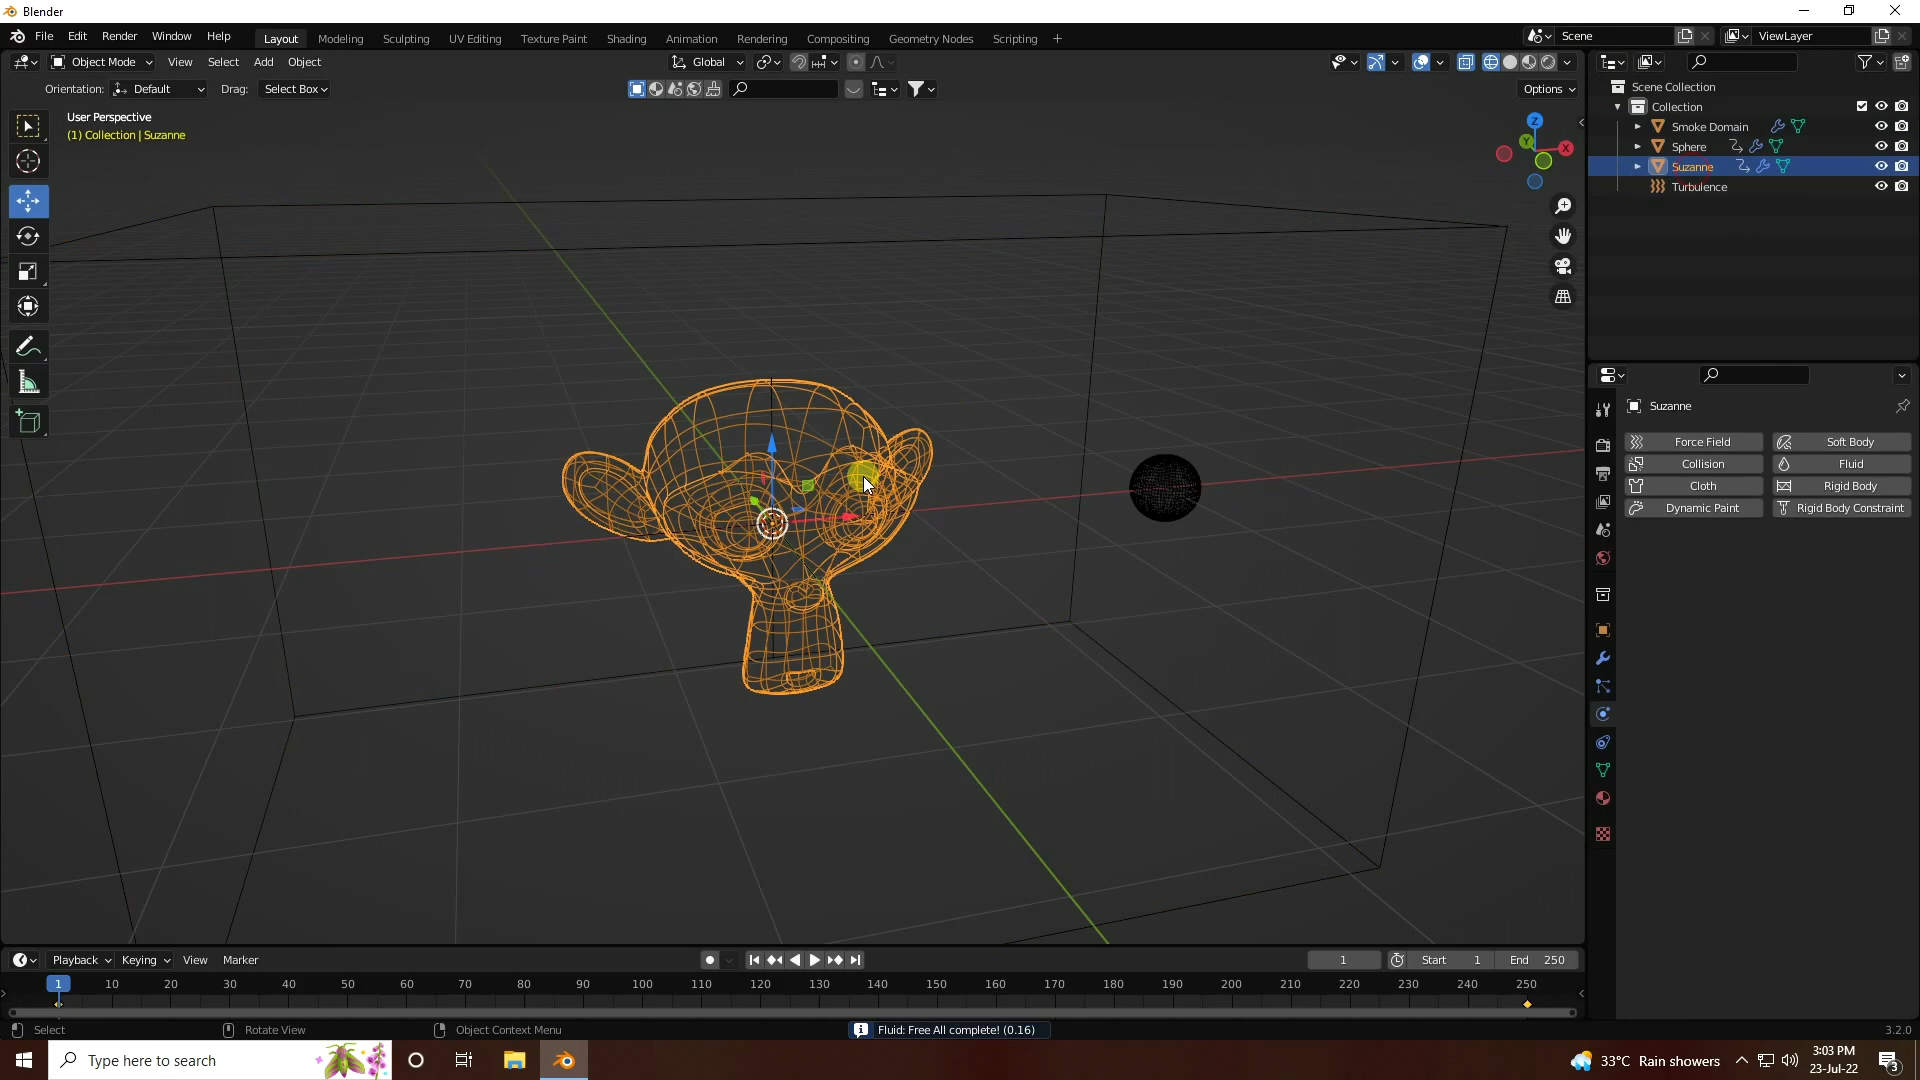 Blender
File Edit Render Window Help
Layout Modeling Sculpting UV Editing Texture Paint Shading Animation Rendering Compositing Geometry Nodes Scripting +
Scene
ViewLayer
Object Mode View Select Add Object
Global
Orientation: Default Drag: Select Box
Options
User Perspective
(1) Collection | Suzanne
Z
Y
X
Scene Collection
Collection
Smoke Domain
Sphere
Suzanne
Turbulence
Suzanne
Force Field Soft Body
Collision Fluid
Cloth Rigid Body
Dynamic Paint Rigid Body Constraint
Playback Keying View Marker
1 Start 1 End 250
1 10 20 30 40 50 60 70 80 90 100 110 120 130 140 150 160 170 180 190 200 210 220 230 240 250
Select Rotate View Object Context Menu Fluid: Free All complete! (0.16) 3.2.0
Type here to search
33°C Rain showers
3:03 PM
23-Jul-22
3